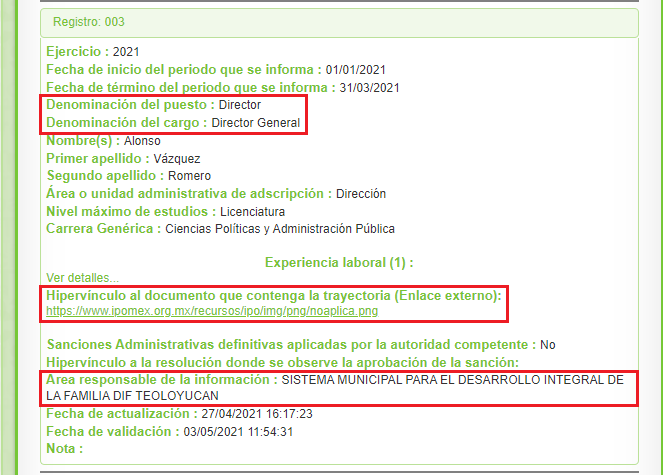 Registro: 003
Ejercicio : 2021
Fecha de inicio del periodo que se informa : 01/01/2021
Fecha de término del periodo que se informa : 31/03/2021
Denominación del puesto : Director
Denominación del cargo : Director General
Nombre(s) : Alonso
Primer apellido : Vázquez
Segundo apellido : Romero
Área o unidad administrativa de adscripción : Dirección
Nivel máximo de estudios : Licenciatura
Carrera Genérica : Ciencias Políticas y Administración Pública
Experiencia laboral (1) :
Ver detalles...
Hipervínculo al documento que contenga la trayectoria (Enlace externo):
https://www.ipomex.org.mx/recursos/ipo/img/png/noaplica.png
Sanciones Administrativas definitivas aplicadas por la autoridad competente : No
Hipervínculo a la resolución donde se observe la aprobación de la sanción:
Área responsable de la información : SISTEMA MUNICIPAL PARA EL DESARROLLO INTEGRAL DE
LA FAMILIA DIF TEOLOYUCAN
Fecha de actualización : 27/04/2021 16:17:23
Fecha de validación : 03/05/2021 11:54:31
Nota :